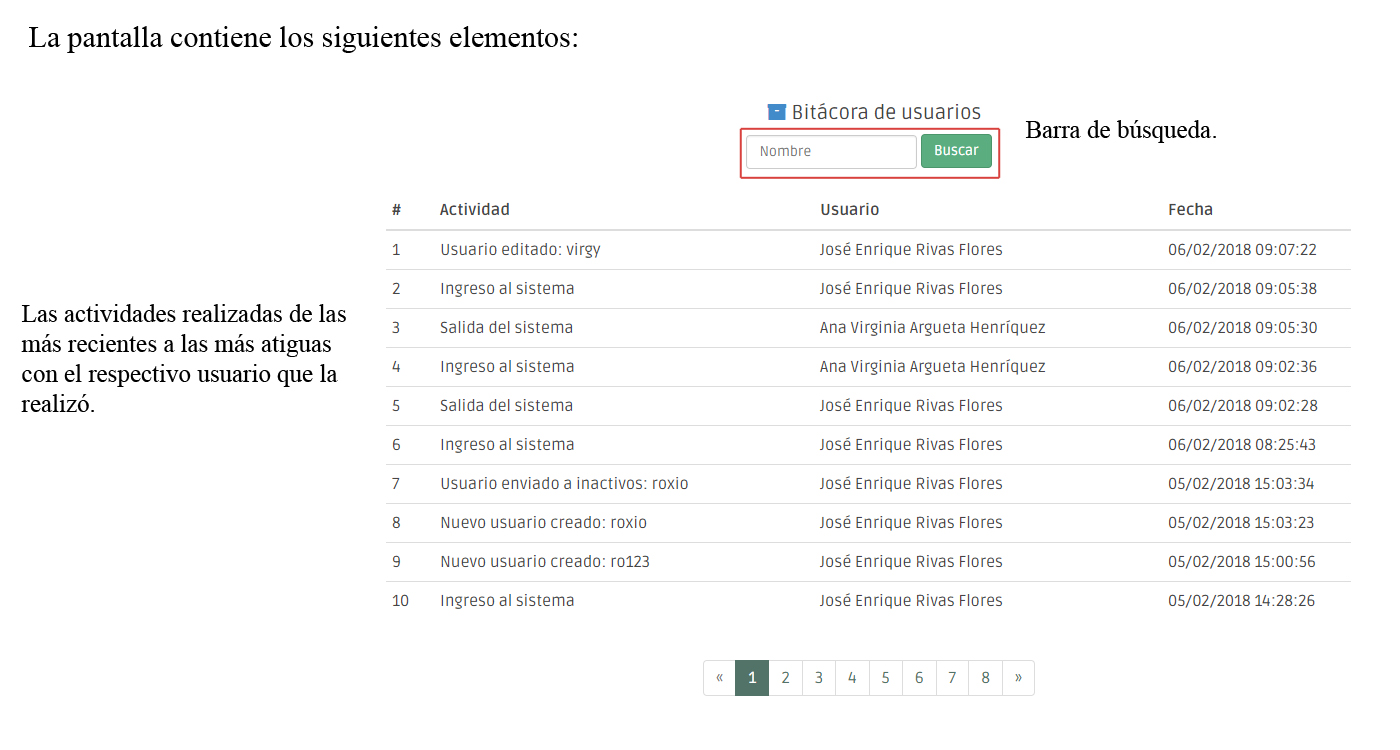 La pantalla contiene los siguientes elementos:
Bitácora de usuarios
Barra de búsqueda.
Nombre Buscar
# Actividad Usuario Fecha
1 Usuario editado: virgy José Enrique Rivas Flores 06/02/2018 09:07:22
2 Ingreso al sistema José Enrique Rivas Flores 06/02/2018 09:05:38
3 Salida del sistema Ana Virginia Argueta Henríquez 06/02/2018 09:05:30
4 Ingreso al sistema Ana Virginia Argueta Henríquez 06/02/2018 09:02:36
5 Salida del sistema José Enrique Rivas Flores 06/02/2018 09:02:28
6 Ingreso al sistema José Enrique Rivas Flores 06/02/2018 08:25:43
7 Usuario enviado a inactivos: roxio José Enrique Rivas Flores 05/02/2018 15:03:34
8 Nuevo usuario creado: roxio José Enrique Rivas Flores 05/02/2018 15:03:23
9 Nuevo usuario creado: ro123 José Enrique Rivas Flores 05/02/2018 15:00:56
10 Ingreso al sistema José Enrique Rivas Flores 05/02/2018 14:28:26
Las actividades realizadas de las
más recientes a las más atiguas
con el respectivo usuario que la
realizó.
« 1 2 3 4 5 6 7 8 »